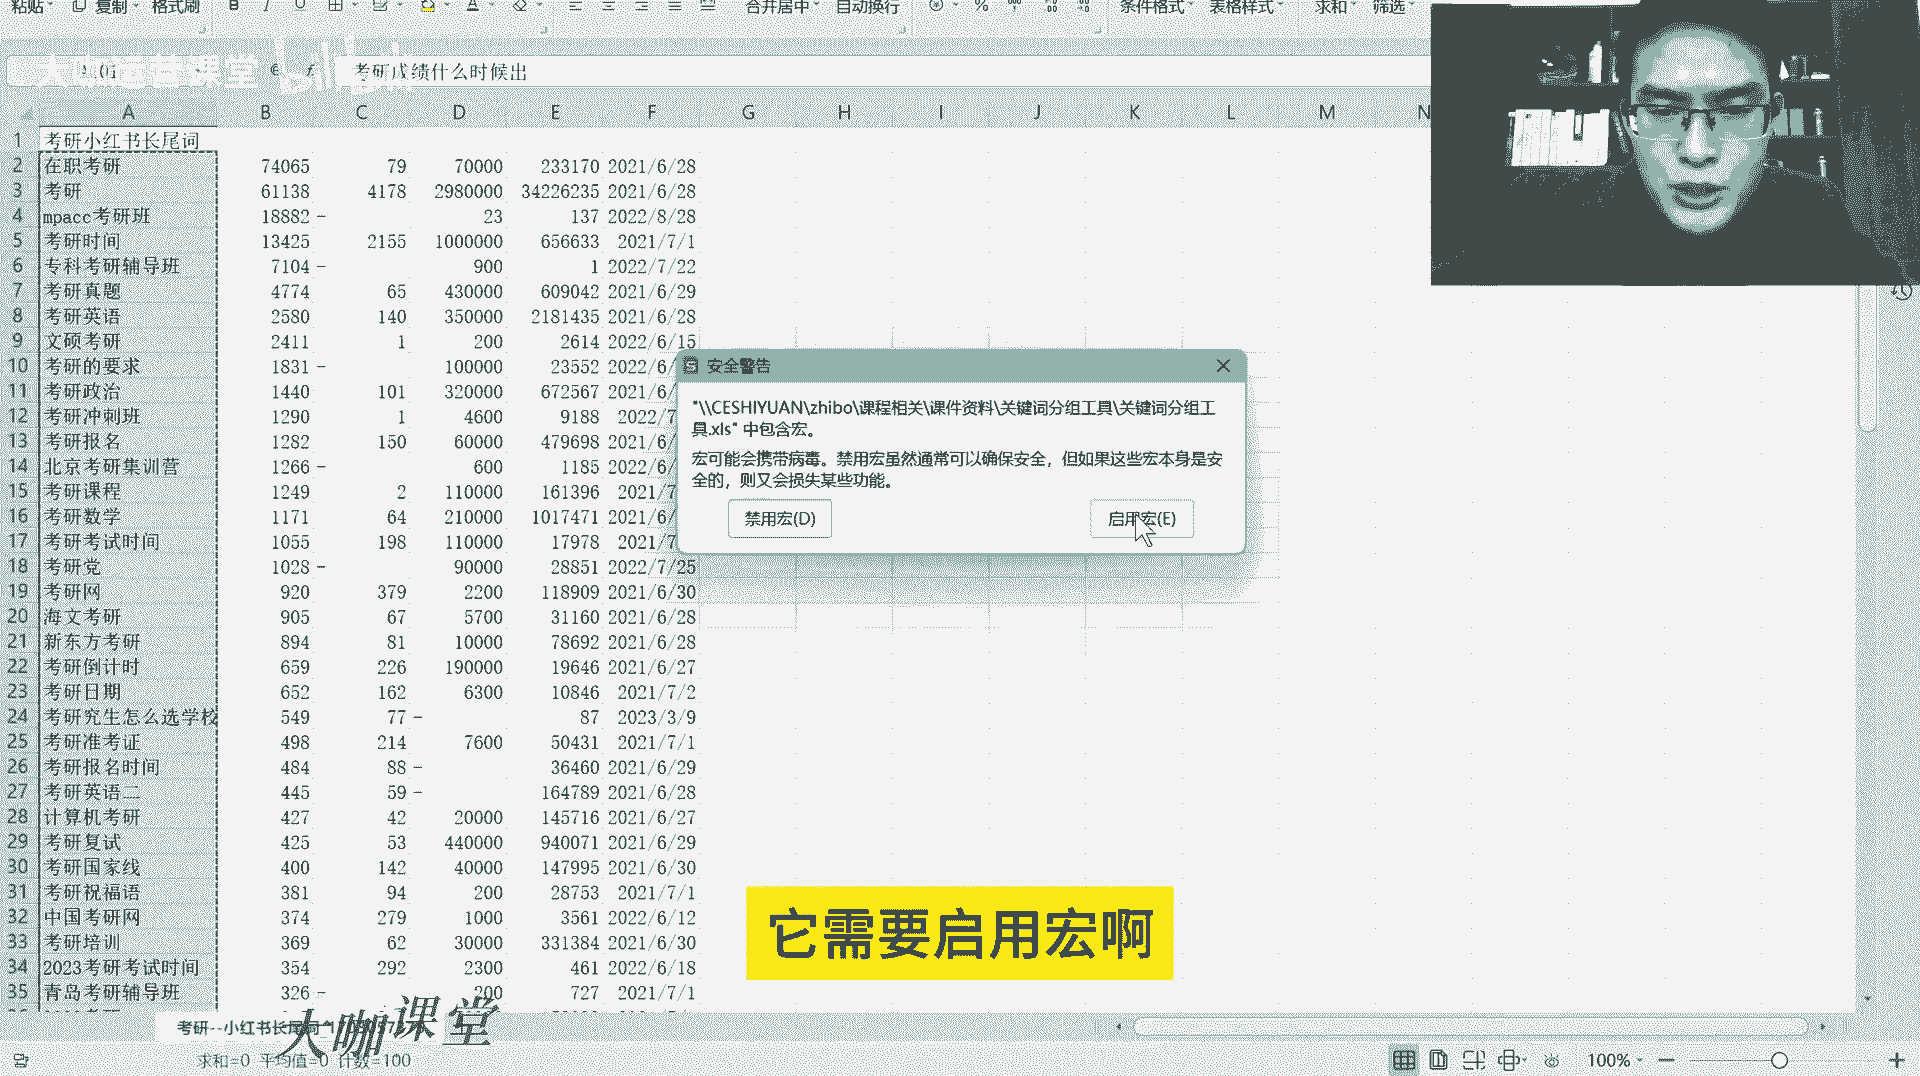 粘贴 复制 格式刷 B I U A 合并居中 自动换行 % 条件格式 表格样式 求和 筛选
大咖运营课堂 bilibili
考研成绩什么时候出
A B C D E F G H I J K L M N
1 考研小红书长尾词
2 在职考研 74065 79 70000 233170 2021/6/28
3 考研 61138 4178 2980000 34226235 2021/6/28
4 mpacc考研班 18882 - 23 137 2022/8/28
5 考研时间 13425 2155 1000000 656633 2021/7/1
6 专科考研辅导班 7104 - 900 1 2022/7/22
7 考研真题 4774 65 430000 609042 2021/6/29
8 考研英语 2580 140 350000 2181435 2021/6/28
9 文硕考研 2411 1 200 2614 2022/6/15
10 考研的要求 1831 - 100000 23552 2022/6/
11 考研政治 1440 101 320000 672567 2021/6/
12 考研冲刺班 1290 1 4600 9188 2022/7
13 考研报名 1282 150 60000 479698 2021/6/
14 北京考研集训营 1266 - 600 1185 2022/6/
15 考研课程 1249 2 110000 161396 2021/7
16 考研数学 1171 64 210000 1017471 2021/6/
17 考研考试时间 1055 198 110000 17978 2021/7
18 考研党 1028 - 90000 28851 2022/7/25
19 考研网 920 379 2200 118909 2021/6/30
20 海文考研 905 67 5700 31160 2021/6/28
21 新东方考研 894 81 10000 78692 2021/6/28
22 考研倒计时 659 226 190000 19646 2021/6/27
23 考研日期 652 162 6300 10846 2021/7/2
24 考研究生怎么选学校 549 77 - 87 2023/3/9
25 考研准考证 498 214 7600 50431 2021/7/1
26 考研报名时间 484 88 - 36460 2021/6/29
27 考研英语二 445 59 - 164789 2021/6/28
28 计算机考研 427 42 20000 145716 2021/6/27
29 考研复试 425 53 440000 940071 2021/6/29
30 考研国家线 400 142 40000 147995 2021/6/30
31 考研祝福语 381 94 200 28753 2021/7/1
32 中国考研网 374 279 1000 3561 2022/6/12
33 考研培训 369 62 30000 331384 2021/6/30
34 2023考研考试时间 354 292 2300 461 2022/6/18
35 青岛考研辅导班 326 - 200 727 2021/7/1
安全警告
"\\CESHIYUAN\zhibo\课程相关\课件资料\关键词分组工具\关键词分组工
具.xls" 中包含宏。
宏可能会携带病毒。禁用宏虽然通常可以确保安全，但如果这些宏本身是安
全的，则又会损失某些功能。
禁用宏(D) 启用宏(E)
它需要启用宏啊
考研--小红书长尾词
大咖课堂
求和=0 平均值=0 计数=100
100%